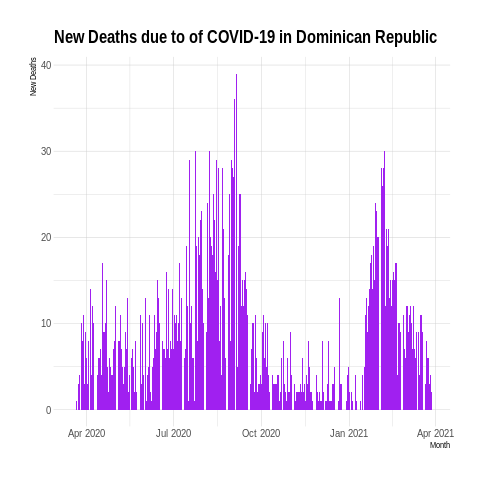 New Deaths due to of COVID-19 in Dominican Republic
New Deaths
40
30
20
10
0
Apr 2020 Jul 2020 Oct 2020 Jan 2021 Apr 2021
Month